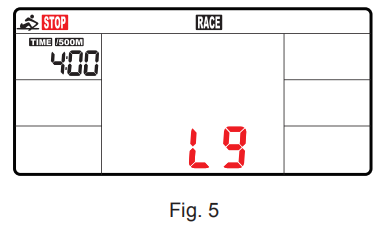 STOP RACE
TIME /500M
4:00
L9
Fig. 5